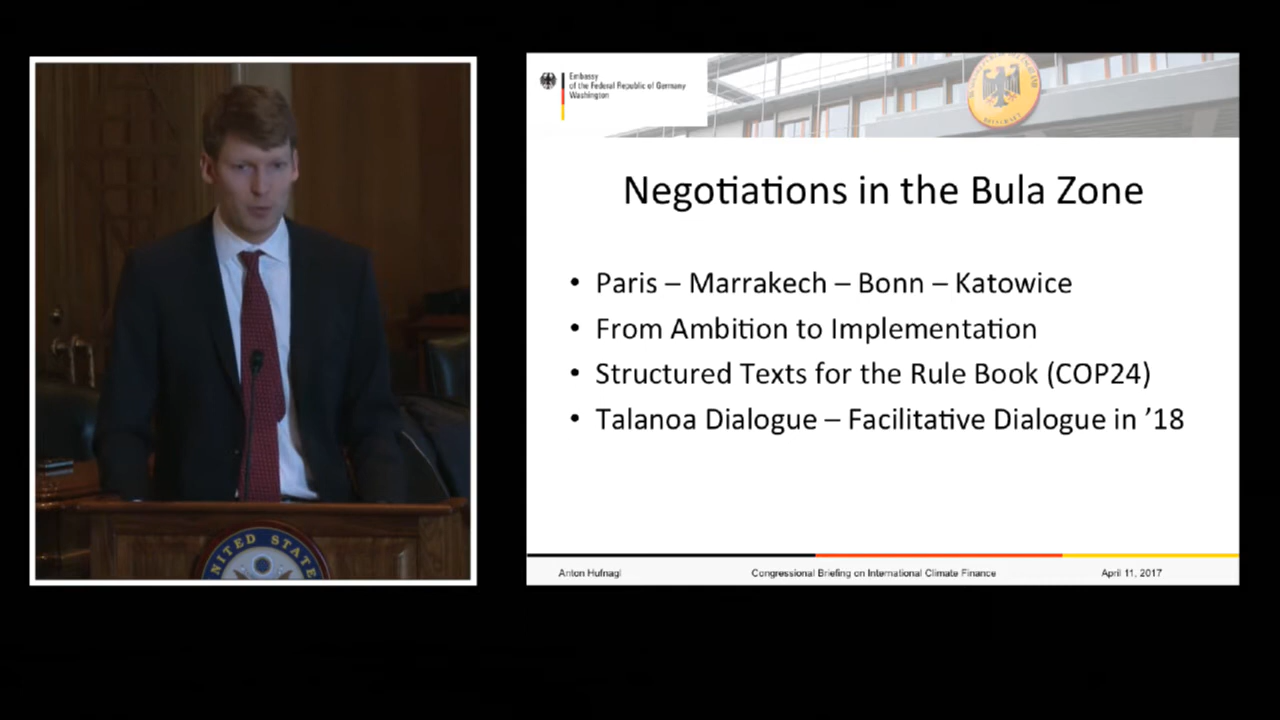 Embassy
of the Federal Republic of Germany
Washington
Negotiations in the Bula Zone
• Paris – Marrakech – Bonn – Katowice
• From Ambition to Implementation
• Structured Texts for the Rule Book (COP24)
• Talanoa Dialogue – Facilitative Dialogue in ’18
UNITED STATES
Anton Hufnagl
Congressional Briefing on International Climate Finance
April 11, 2017